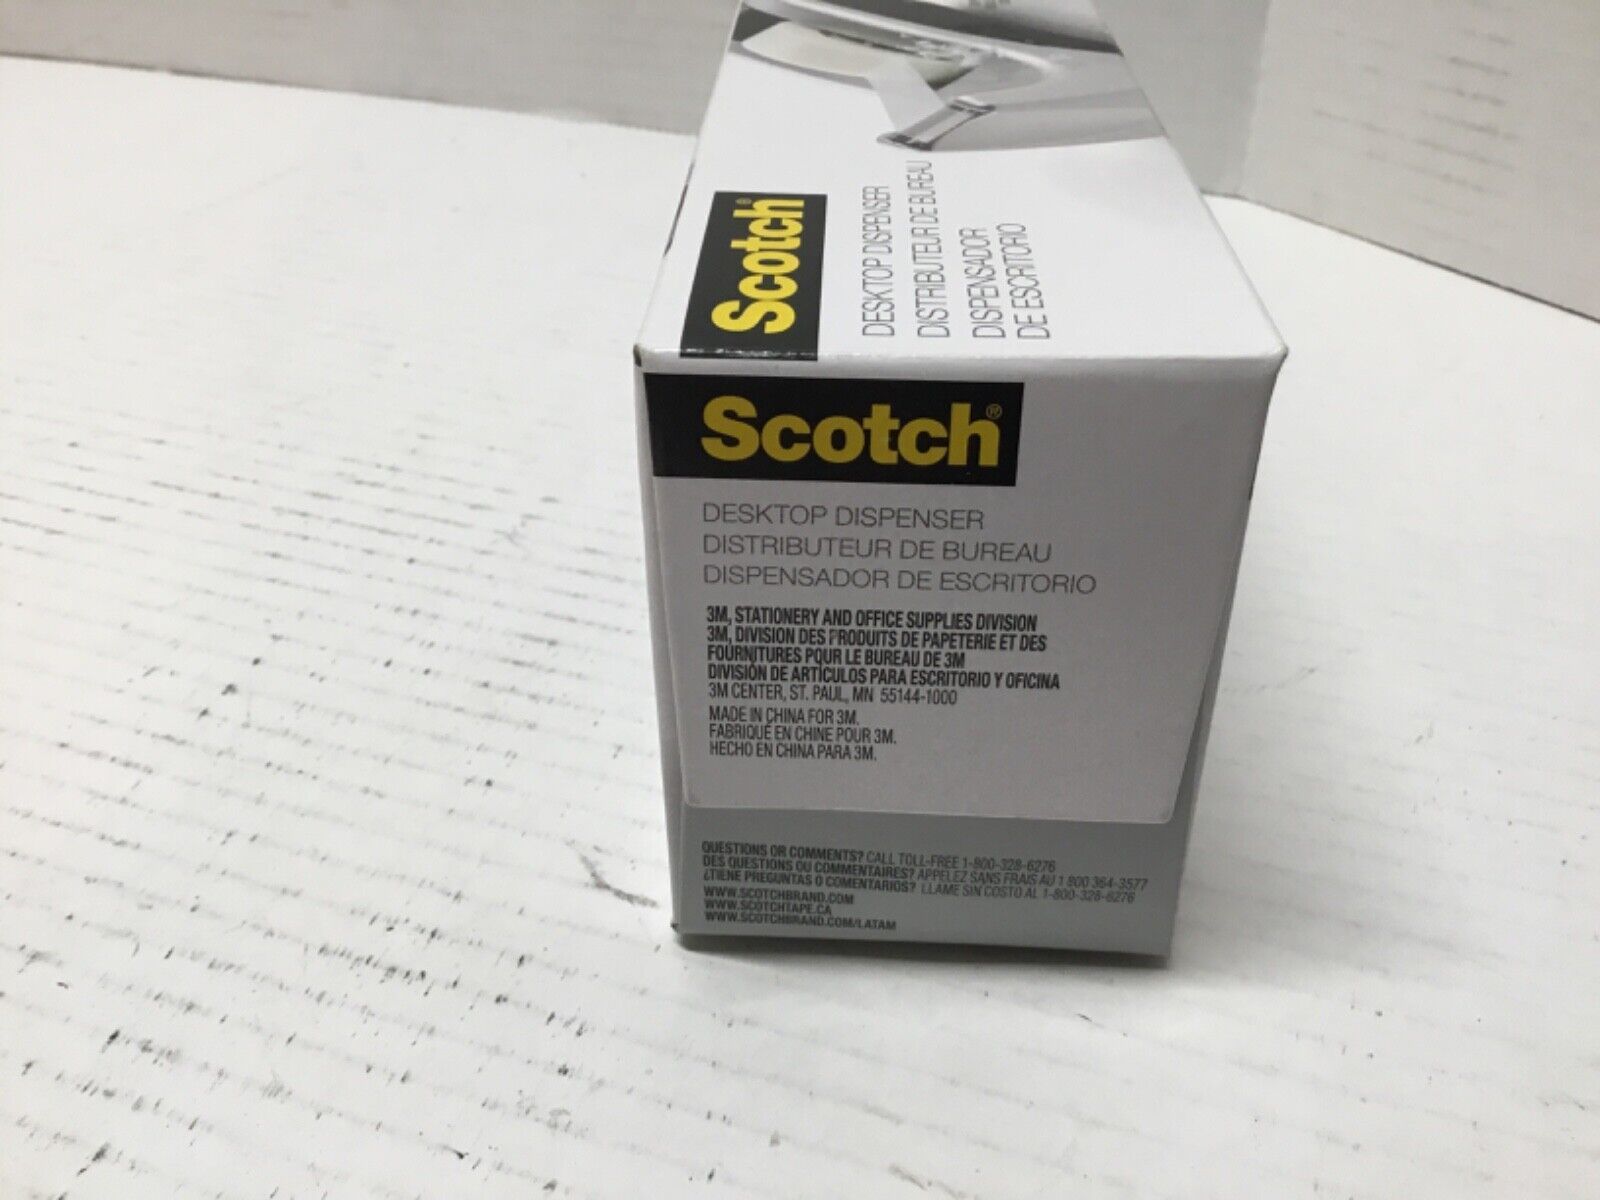 Scotch®
DESKTOP DISPENSER
DISTRIBUTEUR DE BUREAU
DISPENSADOR
DE ESCRITORIO
Scotch®
DESKTOP DISPENSER
DISTRIBUTEUR DE BUREAU
DISPENSADOR DE ESCRITORIO
3M, STATIONERY AND OFFICE SUPPLIES DIVISION
3M, DIVISION DES PRODUITS DE PAPETERIE ET DES
FOURNITURES POUR LE BUREAU DE 3M
DIVISIÓN DE ARTÍCULOS PARA ESCRITORIO Y OFICINA
3M CENTER, ST. PAUL, MN 55144-1000
MADE IN CHINA FOR 3M.
FABRIQUÉ EN CHINE POUR 3M.
HECHO EN CHINA PARA 3M.
QUESTIONS OR COMMENTS? CALL TOLL-FREE 1-800-328-6276
DES QUESTIONS OU COMMENTAIRES? APPELEZ SANS FRAIS AU 1 800 364-3577
¿TIENE PREGUNTAS O COMENTARIOS? LLAME SIN COSTO AL 1-800-328-6276
WWW.SCOTCHBRAND.COM
WWW.SCOTCHTAPE.CA
WWW.SCOTCHBRAND.COM/LATAM